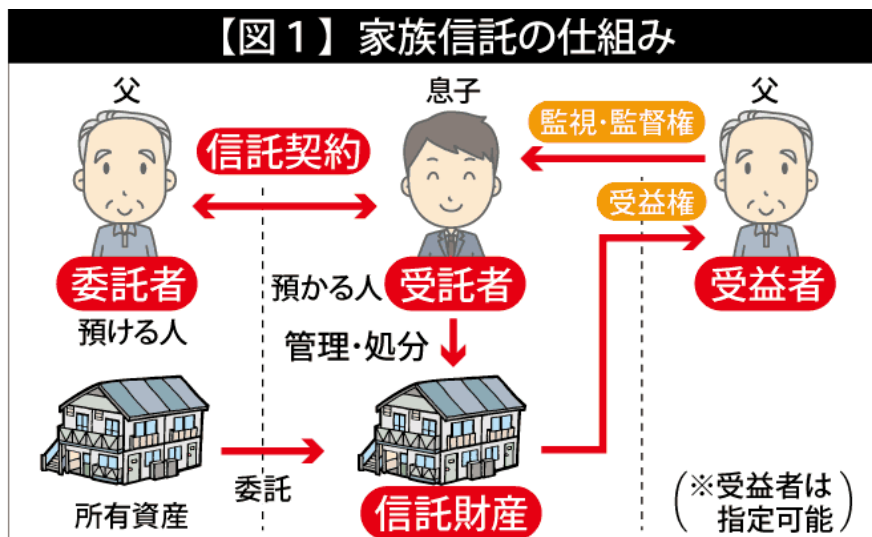 【図1】家族信託の仕組み
父
息子
父
信託契約
監視・監督権
受益権
委託者
預ける人
預かる人
受託者
受益者
管理・処分
所有資産
委託
信託財産
(※受益者は
指定可能)